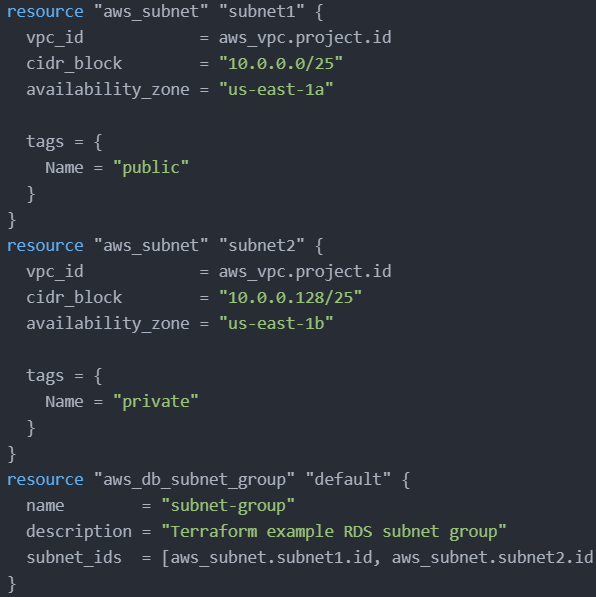 resource "aws_subnet" "subnet1" {
  vpc_id            = aws_vpc.project.id
  cidr_block        = "10.0.0.0/25"
  availability_zone = "us-east-1a"

  tags = {
    Name = "public"
  }
}
resource "aws_subnet" "subnet2" {
  vpc_id            = aws_vpc.project.id
  cidr_block        = "10.0.0.128/25"
  availability_zone = "us-east-1b"

  tags = {
    Name = "private"
  }
}
resource "aws_db_subnet_group" "default" {
  name        = "subnet-group"
  description = "Terraform example RDS subnet group"
  subnet_ids  = [aws_subnet.subnet1.id, aws_subnet.subnet2.id
}